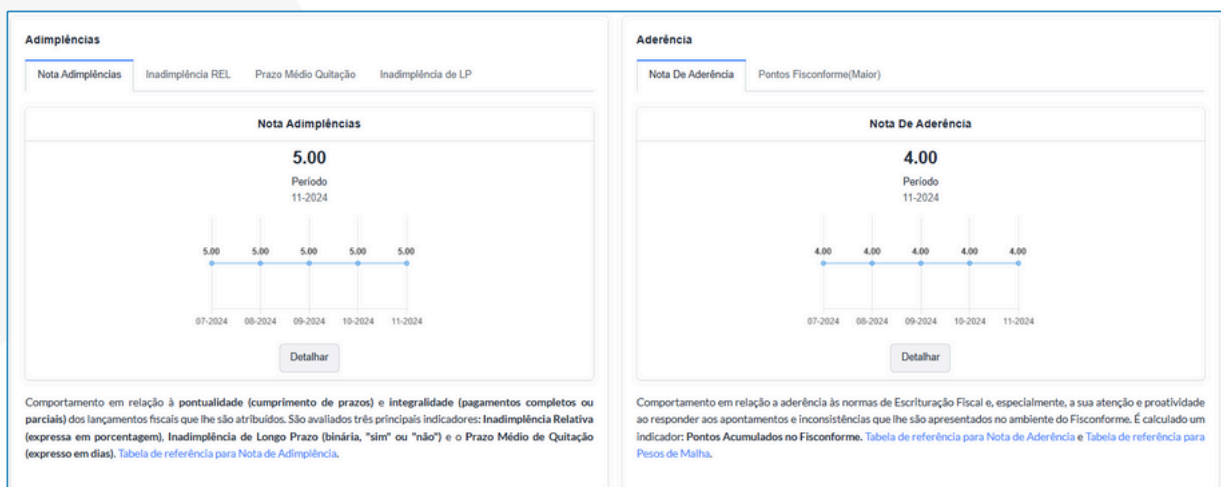 Adimplências
Nota Adimplências Inadimplência REL Prazo Médio Quitação Inadimplência de LP
Nota Adimplências
5.00
Período
11-2024
5.00 5.00 5.00 5.00 5.00
07-2024 08-2024 09-2024 10-2024 11-2024
Detalhar
Comportamento em relação à pontualidade (cumprimento de prazos) e integralidade (pagamentos completos ou
parciais) dos lançamentos fiscais que lhe são atribuídos. São avaliados três principais indicadores: Inadimplência Relativa
(expressa em porcentagem), Inadimplência de Longo Prazo (binária, "sim" ou "não") e o Prazo Médio de Quitação
(expresso em dias). Tabela de referência para Nota de Adimplência.
Aderência
Nota De Aderência Pontos Fisconforme(Maior)
Nota De Aderência
4.00
Período
11-2024
4.00 4.00 4.00 4.00 4.00
07-2024 08-2024 09-2024 10-2024 11-2024
Detalhar
Comportamento em relação a aderência às normas de Escrituração Fiscal e, especialmente, a sua atenção e proatividade
ao responder aos apontamentos e inconsistências que lhe são apresentados no ambiente do Fisconforme. É calculado um
indicador: Pontos Acumulados no Fisconforme. Tabela de referência para Nota de Aderência e Tabela de referência para
Pesos de Malha.